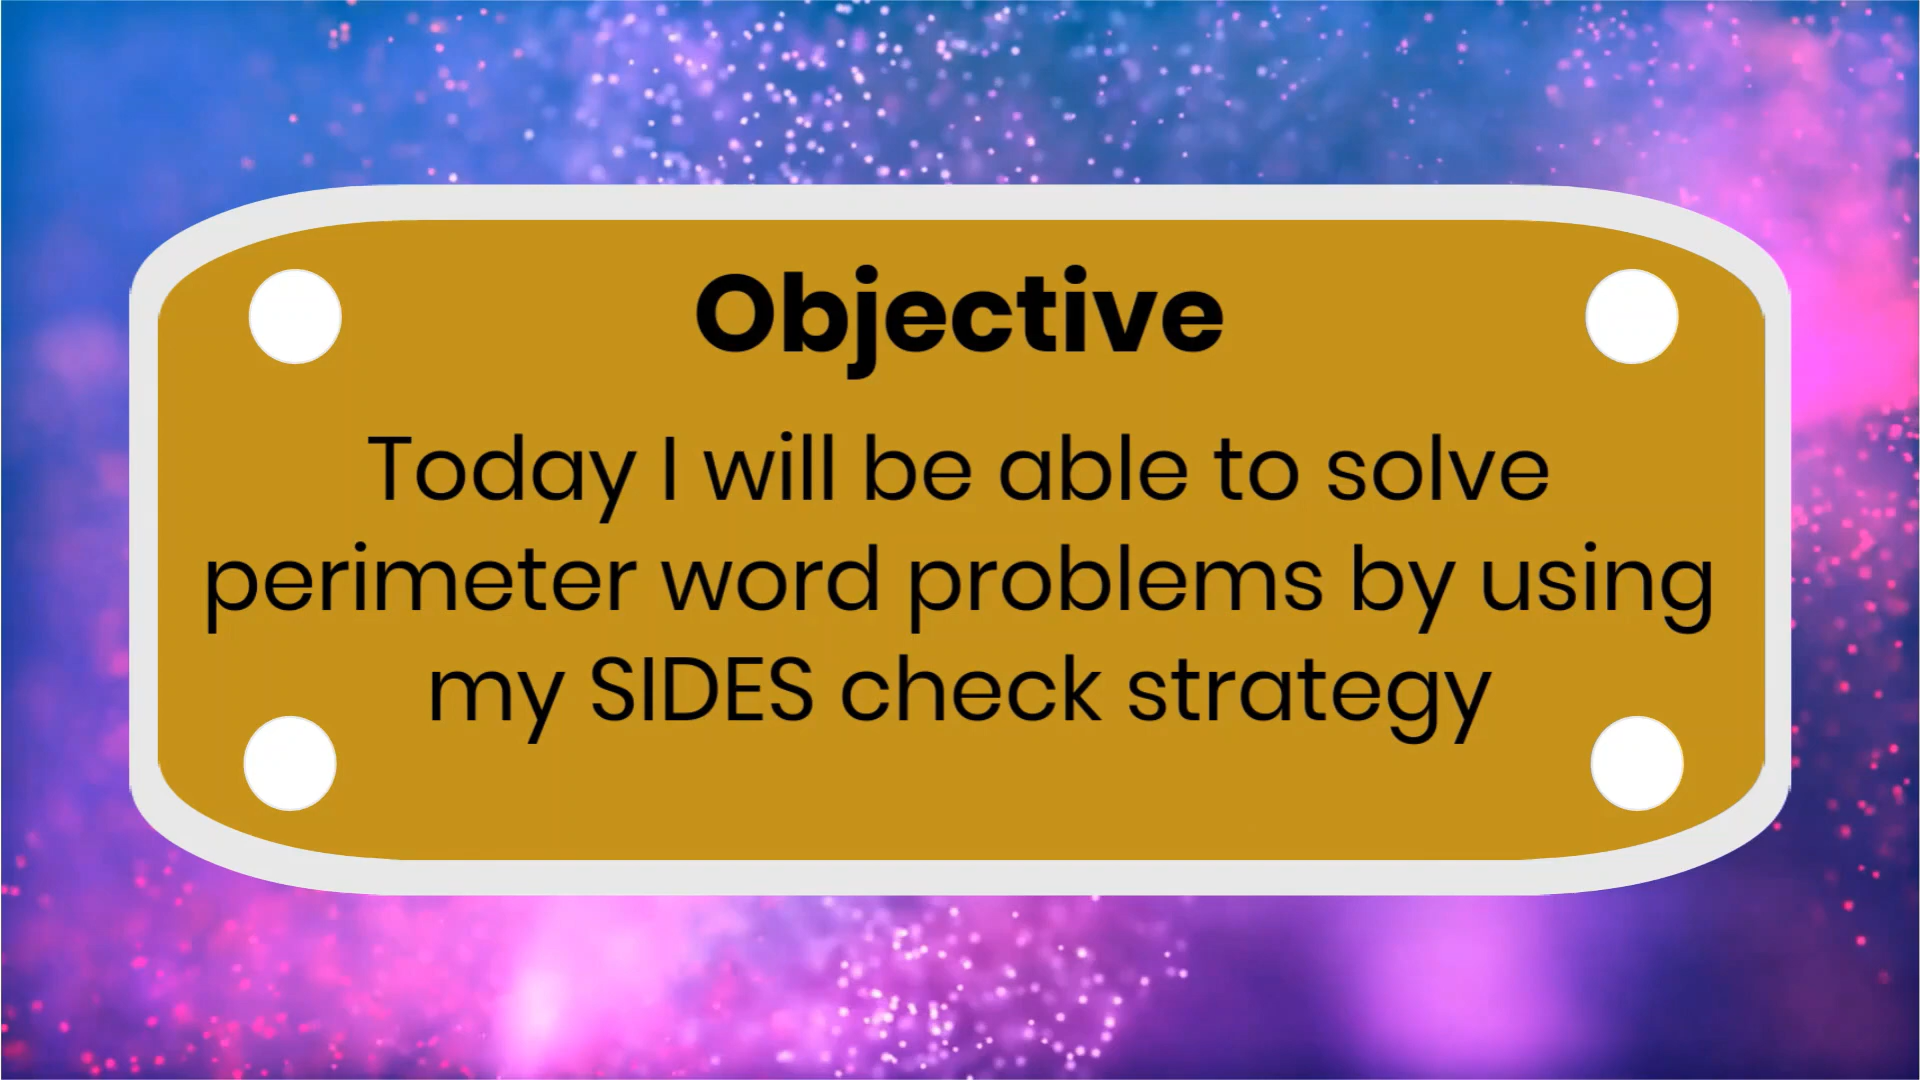 Objective
Today I will be able to solve
perimeter word problems by using
my SIDES check strategy